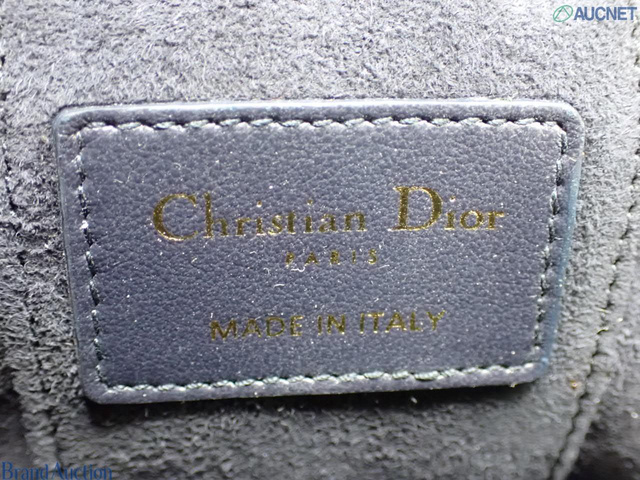 AUCNET
Christian Dior
PARIS
MADE IN ITALY
Brand Auction